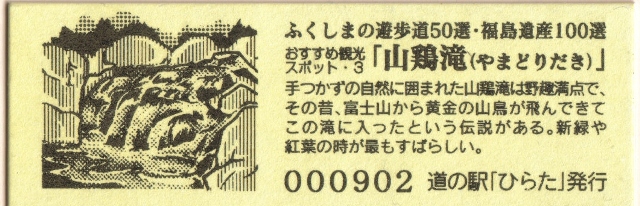 ふくしまの遊歩道50選・福島遺産100選
おすすめ観光
スポット・3「山鶏滝(やまどりだき)」
手つかずの自然に囲まれた山鶏滝は野趣満点で、
その昔、富士山から黄金の山鳥が飛んできて
この滝に入ったという伝説がある。新緑や
紅葉の時が最もすばらしい。
000902 道の駅「ひらた」発行